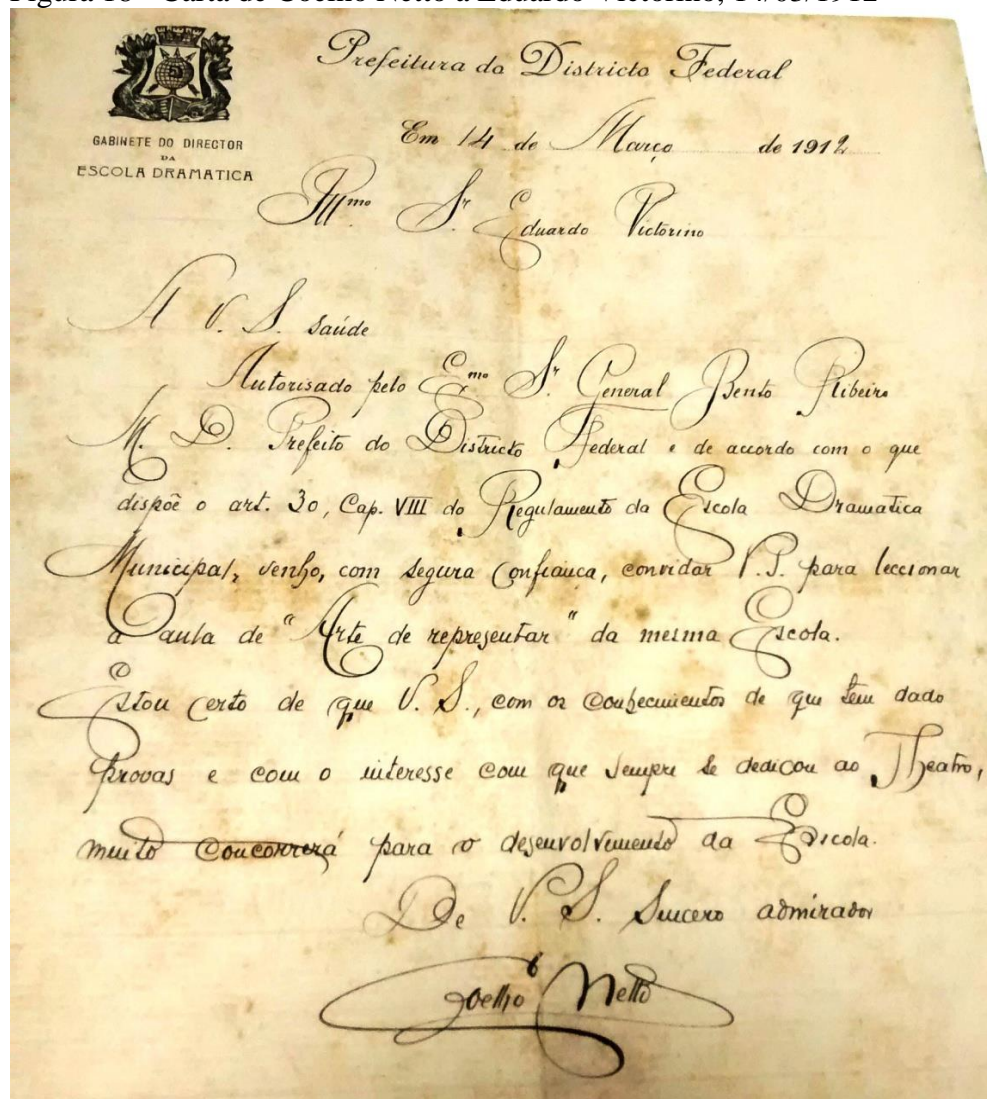 Figura 16 - Carta de Coelho Netto a Eduardo Victorino, 14/03/1912
Prefeitura do Districto Federal
GABINETE DO DIRECTOR
DA
ESCOLA DRAMATICA
Em 14 de Março de 1912
Illmo Sr Eduardo Victorino
A V. S. saúde
Autorisado pelo Exmo Sr General Bento Ribeiro
M. D. Prefeito do Districto Federal e de accordo com o que
dispõe o art. 30, Cap. VIII do Regulamento da Escola Dramatica
Municipal, venho, com segura confiança, convidar V. S. para leccionar
a aula de "Arte de representar" da mesma Escola.
Estou certo de que V. S., com os conhecimentos de que tem dado
provas e com o interesse com que sempre se dedicou ao Theatro,
muito concorrerá para o desenvolvimento da Escola.
De V. S. Sincero admirador
Coelho Netto